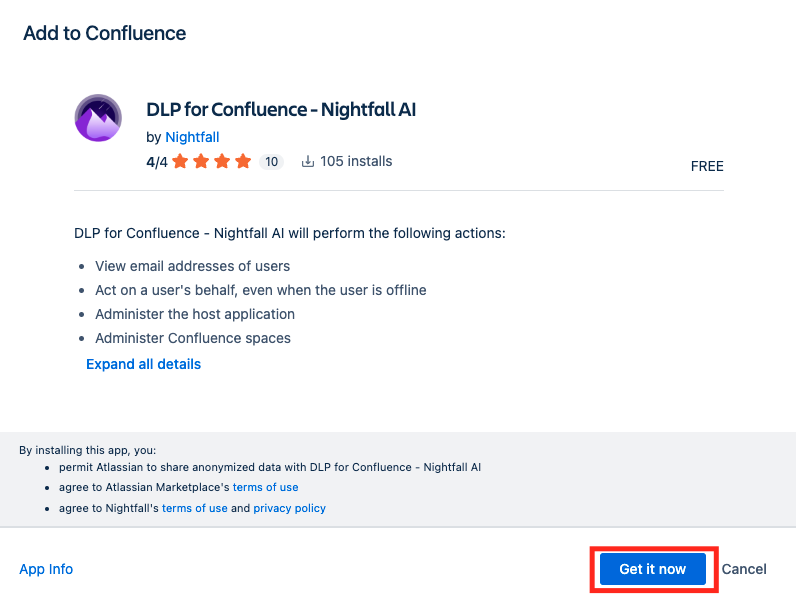 Add to Confluence
DLP for Confluence - Nightfall AI
by Nightfall
4/4 10 105 installs
FREE
DLP for Confluence - Nightfall AI will perform the following actions:
• View email addresses of users
• Act on a user's behalf, even when the user is offline
• Administer the host application
• Administer Confluence spaces
Expand all details
By installing this app, you:
• permit Atlassian to share anonymized data with DLP for Confluence - Nightfall AI
• agree to Atlassian Marketplace's terms of use
• agree to Nightfall's terms of use and privacy policy
App Info Get it now Cancel